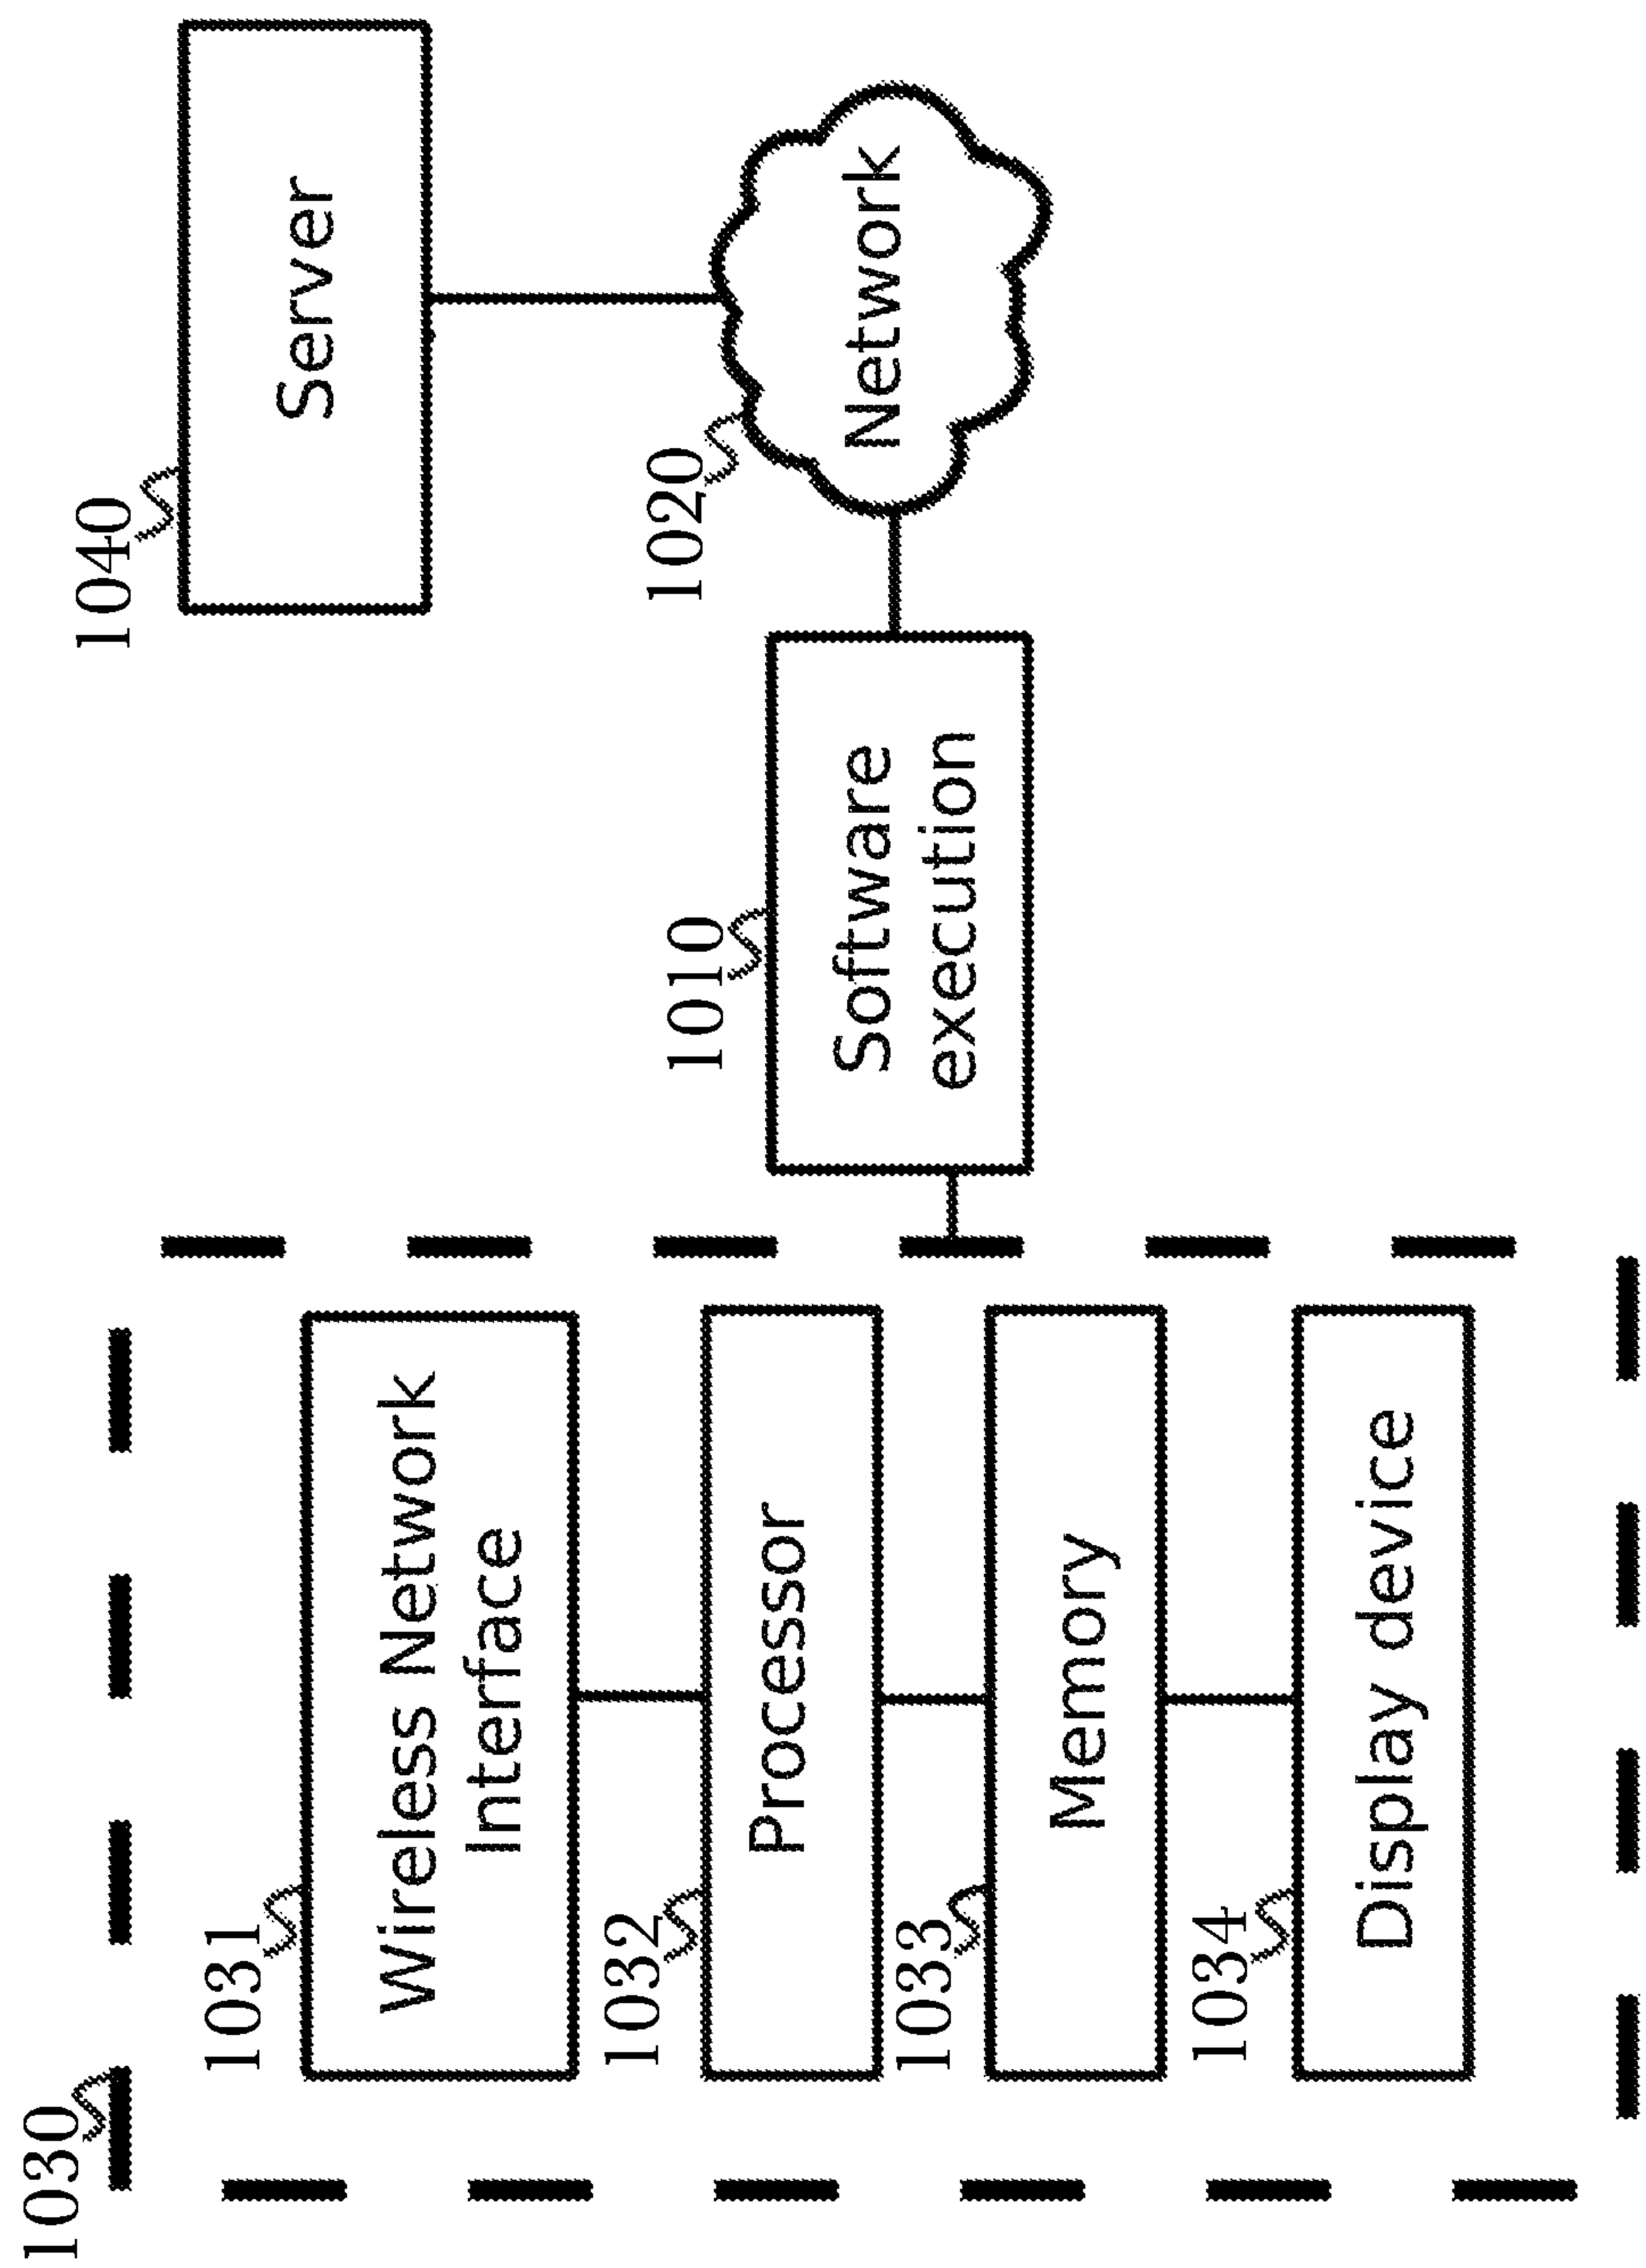 1030
1031
Wireless Network
Interface
1032
Processor
1033
Memory
1034
Display device
1010
Software
execution
1020
Network
1040
Server